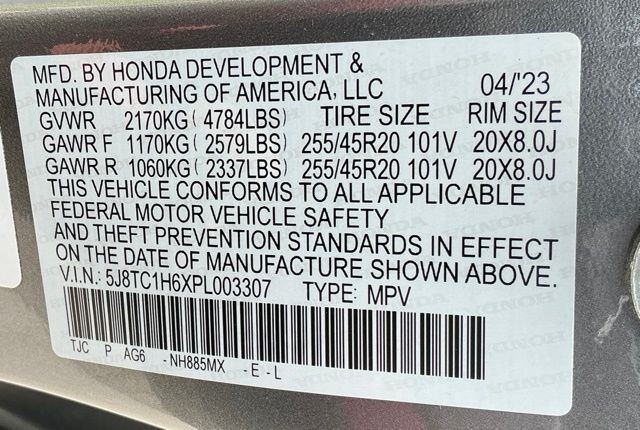 MFD. BY HONDA DEVELOPMENT &
MANUFACTURING OF AMERICA, LLC 04/'23
GVWR 2170KG ( 4784LBS) TIRE SIZE RIM SIZE
GAWR F 1170KG ( 2579LBS) 255/45R20 101V 20X8.0J
GAWR R 1060KG ( 2337LBS) 255/45R20 101V 20X8.0J
THIS VEHICLE CONFORMS TO ALL APPLICABLE
FEDERAL MOTOR VEHICLE SAFETY
AND THEFT PREVENTION STANDARDS IN EFFECT
ON THE DATE OF MANUFACTURE SHOWN ABOVE.
V.I.N.: 5J8TC1H6XPL003307 TYPE: MPV
TJC P AG6 -NH885MX -E-L